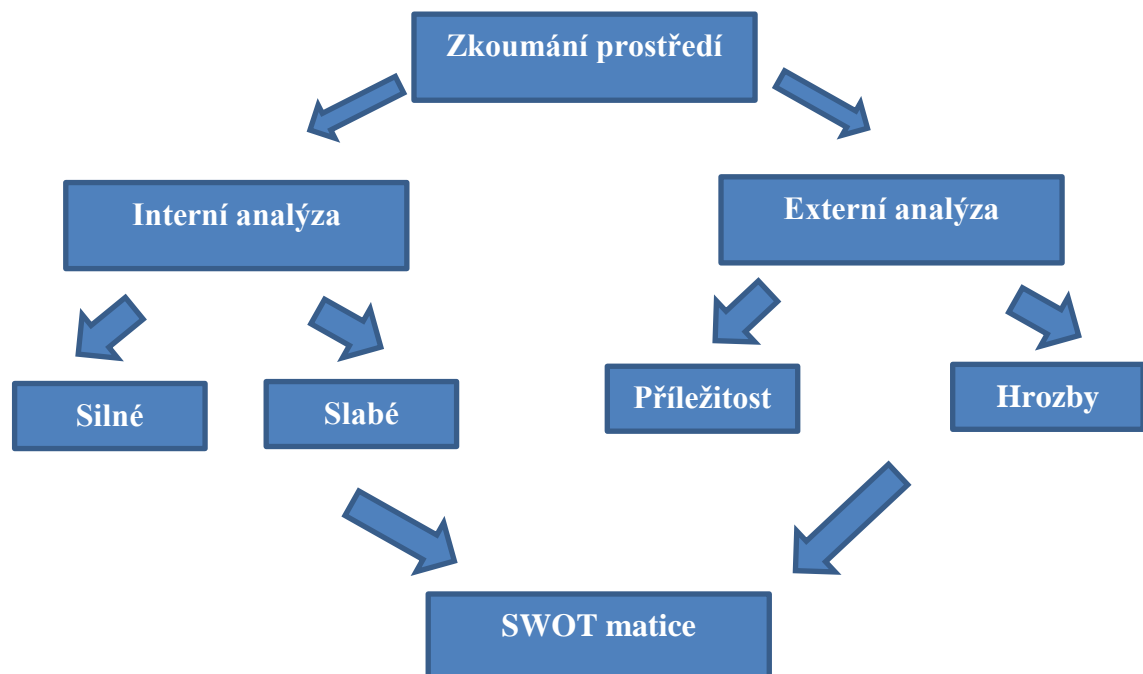 Zkoumání prostředí
Interní analýza
Externí analýza
Silné
Slabé
Příležitost
Hrozby
SWOT matice